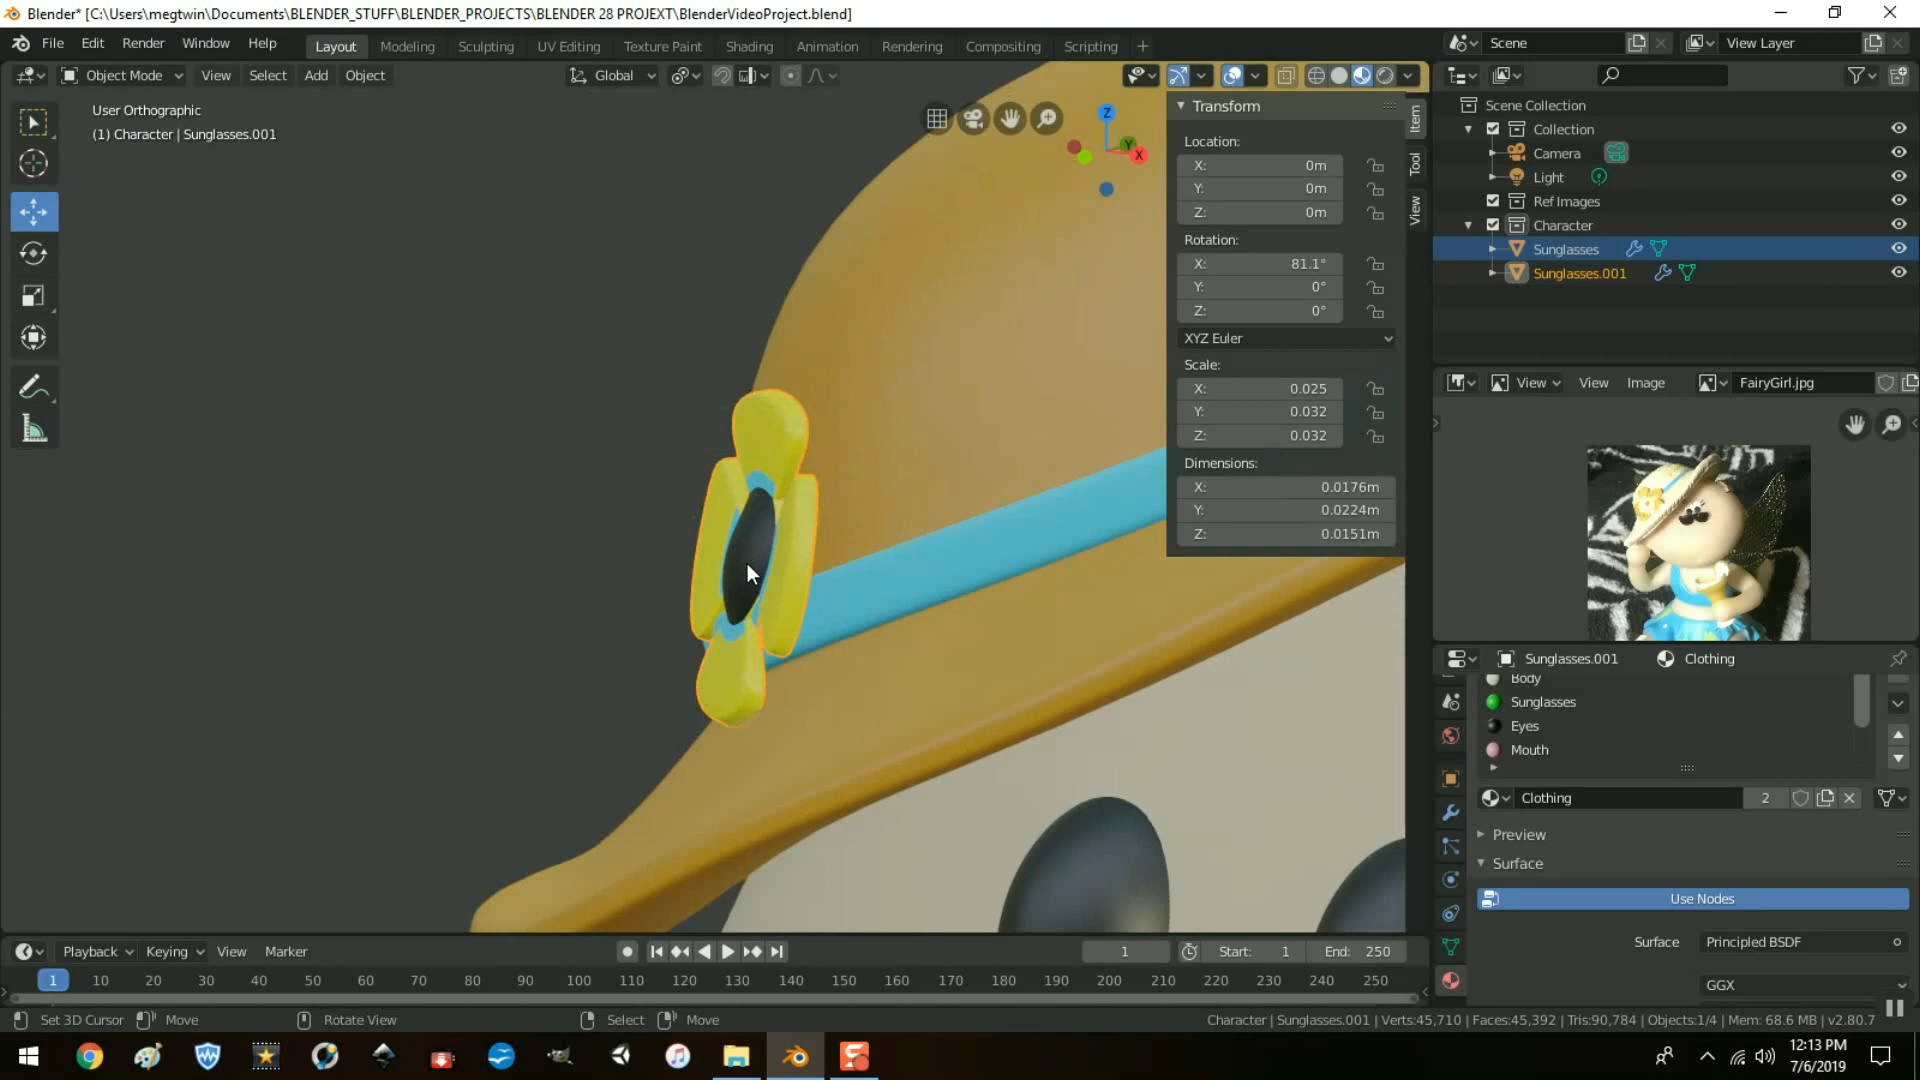 Blender* [C:\Users\megtwin\Documents\BLENDER_STUFF\BLENDER_PROJECTS\BLENDER 28 PROJEXT\BlenderVideoProject.blend]
File Edit Render Window Help Layout Modeling Sculpting UV Editing Texture Paint Shading Animation Rendering Compositing Scripting + Scene View Layer
Object Mode View Select Add Object Global
User Orthographic
(1) Character | Sunglasses.001
Z
Y
X
Transform
Location:
X: 0m
Y: 0m
Z: 0m
Rotation:
X: 81.1°
Y: 0°
Z: 0°
XYZ Euler
Scale:
X: 0.025
Y: 0.032
Z: 0.032
Dimensions:
X: 0.0176m
Y: 0.0224m
Z: 0.0151m
Item
Tool
View
Scene Collection
Collection
Camera
Light
Ref Images
Character
Sunglasses
Sunglasses.001
View View Image FairyGirl.jpg
Sunglasses.001 Clothing
Body
Sunglasses
Eyes
Mouth
Clothing 2
Preview
Surface
Use Nodes
Surface Principled BSDF
GGX
Playback Keying View Marker 1 Start: 1 End: 250
1 10 20 30 40 50 60 70 80 90 100 110 120 130 140 150 160 170 180 190 200 210 220 230 240 250
Set 3D Cursor Move Rotate View Select Move Character | Sunglasses.001 | Verts:45,710 | Faces:45,392 | Tris:90,784 | Objects:1/4 | Mem: 68.6 MB | v2.80.7
12:13 PM
7/6/2019